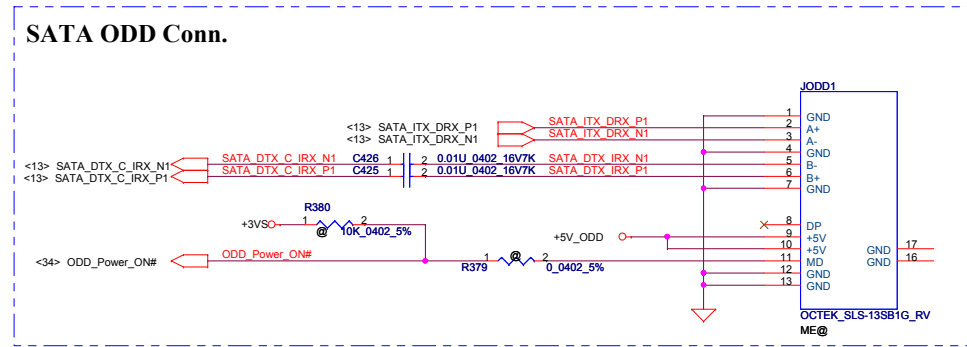 SATA ODD Conn.
JODD1
1 GND
<13> SATA_ITX_DRX_P1 SATA_ITX_DRX_P1 2 A+
<13> SATA_ITX_DRX_N1 SATA_ITX_DRX_N1 3 A-
4 GND
<13> SATA_DTX_C_IRX_N1 SATA_DTX_C_IRX_N1 C426 1 2 0.01U_0402_16V7K SATA_DTX_IRX_N1 5 B-
<13> SATA_DTX_C_IRX_P1 SATA_DTX_C_IRX_P1 C425 1 2 0.01U_0402_16V7K SATA_DTX_IRX_P1 6 B+
7 GND
R380
+3VS 1 2 8 DP
@ 10K_0402_5%
+5V_ODD 9 +5V
10 +5V GND 17
<34> ODD_Power_ON# ODD_Power_ON# 1 @ 2 11 MD GND 16
R379 0_0402_5% 12 GND
13 GND
OCTEK_SLS-13SB1G_RV
ME@